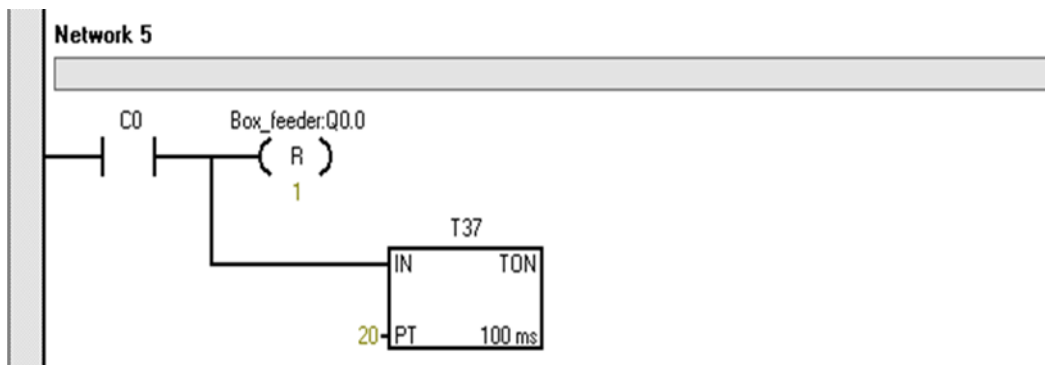 Network 5
C0 Box_feeder:Q0.0
R
1
T37
IN TON
20 PT 100 ms